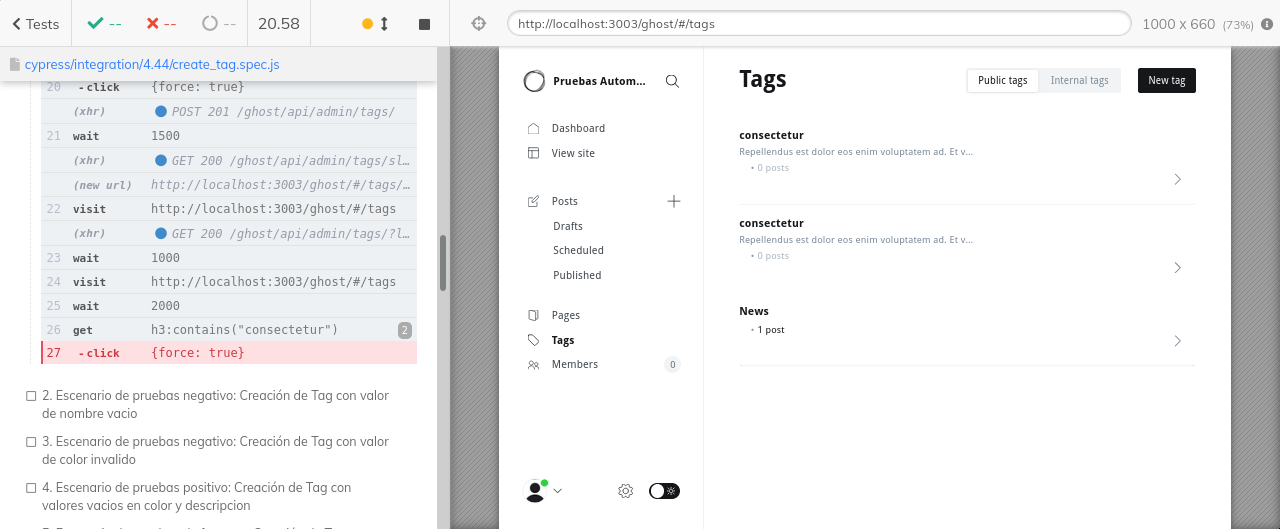 Tests
--
--
--
20.58
http://localhost:3003/ghost/#/tags
1000 x 660 (73%)
cypress/integration/4.44/create_tag.spec.js
20 - click {force: true}
(xhr) POST 201 /ghost/api/admin/tags/
21 wait 1500
(xhr) GET 200 /ghost/api/admin/tags/sl…
(new url) http://localhost:3003/ghost/#/tags/…
22 visit http://localhost:3003/ghost/#/tags
(xhr) GET 200 /ghost/api/admin/tags/?l…
23 wait 1000
24 visit http://localhost:3003/ghost/#/tags
25 wait 2000
26 get h3:contains("consectetur") 2
27 - click {force: true}
2. Escenario de pruebas negativo: Creación de Tag con valor
de nombre vacio
3. Escenario de pruebas negativo: Creación de Tag con valor
de color invalido
4. Escenario de pruebas positivo: Creación de Tag con
valores vacios en color y descripcion
Pruebas Autom...
Dashboard
View site
Posts
Drafts
Scheduled
Published
Pages
Tags
Members 0
Tags
Public tags
Internal tags
New tag
consectetur
Repellendus est dolor eos enim voluptatem ad. Et v...
• 0 posts
consectetur
Repellendus est dolor eos enim voluptatem ad. Et v...
• 0 posts
News
• 1 post